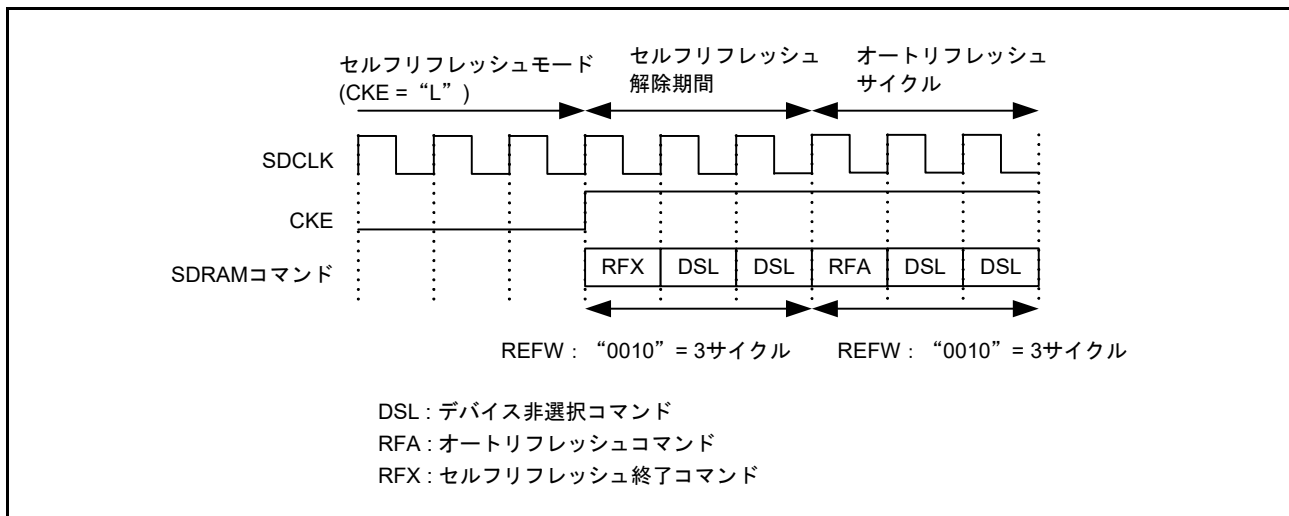 セルフリフレッシュモード
(CKE = “L” )
セルフリフレッシュ
解除期間
オートリフレッシュ
サイクル
SDCLK
CKE
SDRAMコマンド
RFX DSL DSL RFA DSL DSL
REFW : “0010” = 3サイクル REFW : “0010” = 3サイクル
DSL : デバイス非選択コマンド
RFA : オートリフレッシュコマンド
RFX : セルフリフレッシュ終了コマンド